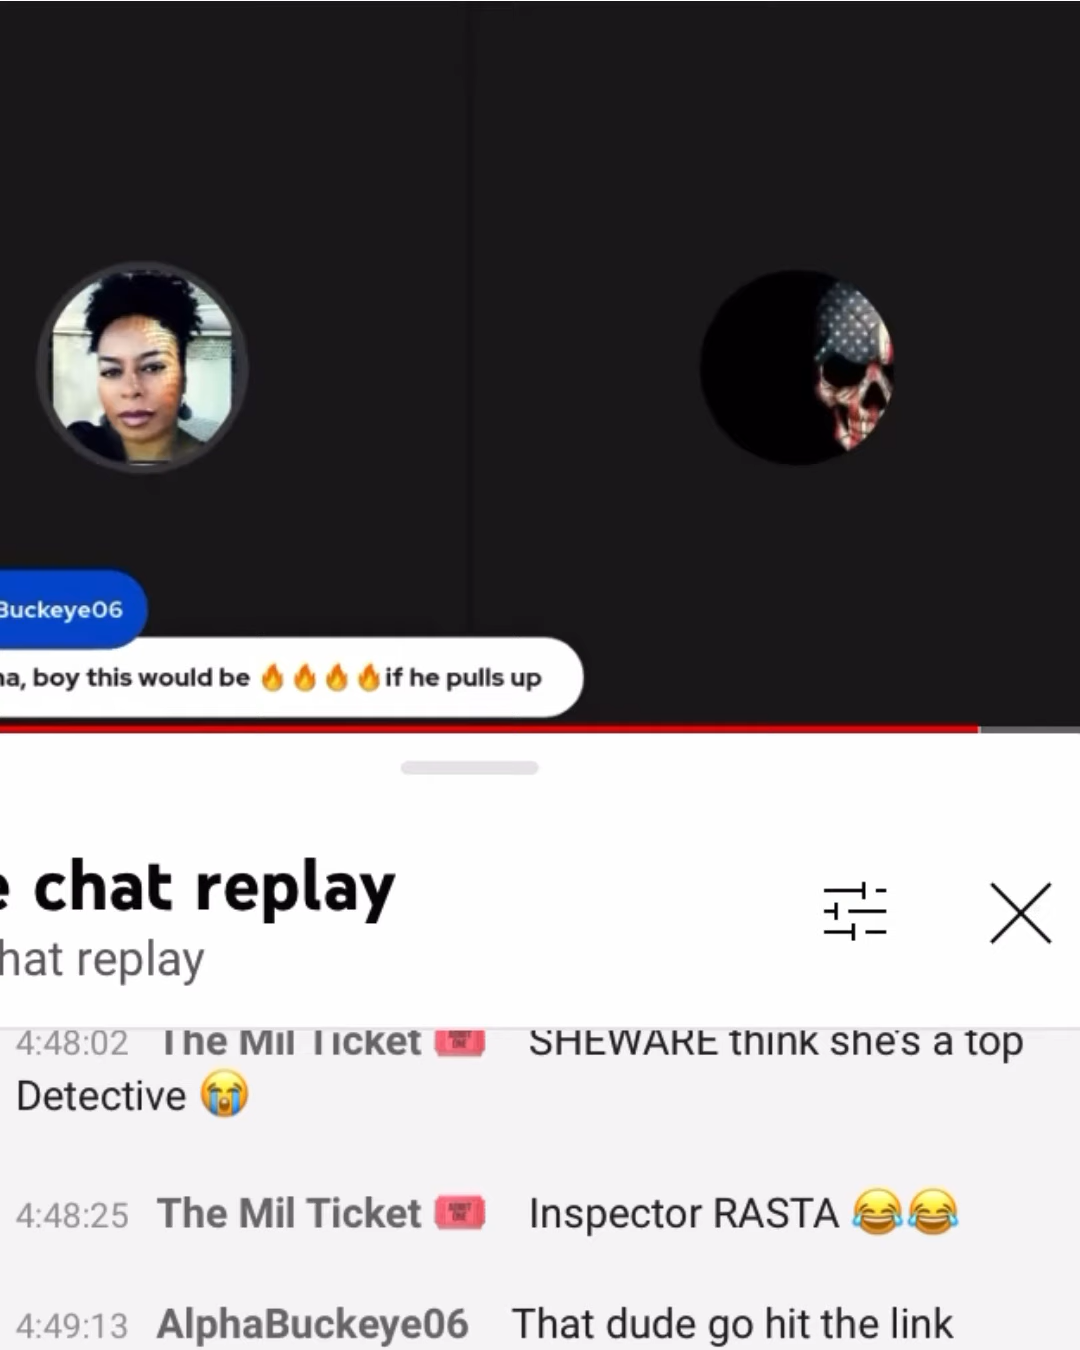 Buckeye06
na, boy this would be 🔥🔥🔥🔥if he pulls up
e chat replay
hat replay
4:48:02 The Mil Ticket 🎟️ SHEWARE think she's a top
Detective 😭
4:48:25 The Mil Ticket 🎟️ Inspector RASTA 😂😂
4:49:13 AlphaBuckeye06 That dude go hit the link